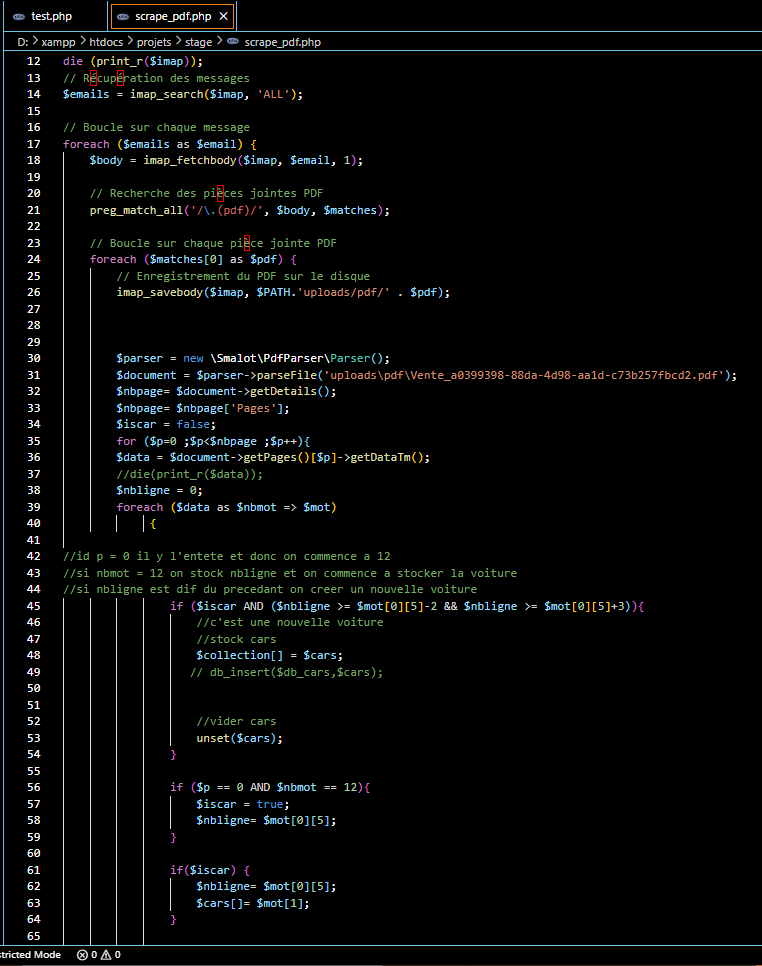 test.php
scrape_pdf.php
D: > xampp > htdocs > projets > stage > scrape_pdf.php
12 die (print_r($imap));
13 // Récupération des messages
14 $emails = imap_search($imap, 'ALL');
15
16 // Boucle sur chaque message
17 foreach ($emails as $email) {
18 $body = imap_fetchbody($imap, $email, 1);
19
20 // Recherche des pièces jointes PDF
21 preg_match_all('/\.(pdf)/', $body, $matches);
22
23 // Boucle sur chaque pièce jointe PDF
24 foreach ($matches[0] as $pdf) {
25 // Enregistrement du PDF sur le disque
26 imap_savebody($imap, $PATH.'uploads/pdf/' . $pdf);
27
28
29
30 $parser = new \Smalot\PdfParser\Parser();
31 $document = $parser->parseFile('uploads\pdf\Vente_a0399398-88da-4d98-aa1d-c73b257fbcd2.pdf');
32 $nbpage= $document->getDetails();
33 $nbpage= $nbpage['Pages'];
34 $iscar = false;
35 for ($p=0 ;$p<$nbpage ;$p++){
36 $data = $document->getPages()[$p]->getDataTm();
37 //die(print_r($data));
38 $nbligne = 0;
39 foreach ($data as $nbmot => $mot)
40 {
41
42 //id p = 0 il y l'entete et donc on commence a 12
43 //si nbmot = 12 on stock nbligne et on commence a stocker la voiture
44 //si nbligne est dif du precedant on creer un nouvelle voiture
45 if ($iscar AND ($nbligne >= $mot[0][5]-2 && $nbligne >= $mot[0][5]+3)){
46 //c'est une nouvelle voiture
47 //stock cars
48 $collection[] = $cars;
49 // db_insert($db_cars,$cars);
50
51
52 //vider cars
53 unset($cars);
54 }
55
56 if ($p == 0 AND $nbmot == 12){
57 $iscar = true;
58 $nbligne= $mot[0][5];
59 }
60
61 if($iscar) {
62 $nbligne= $mot[0][5];
63 $cars[]= $mot[1];
64 }
65
stricted Mode 0 0